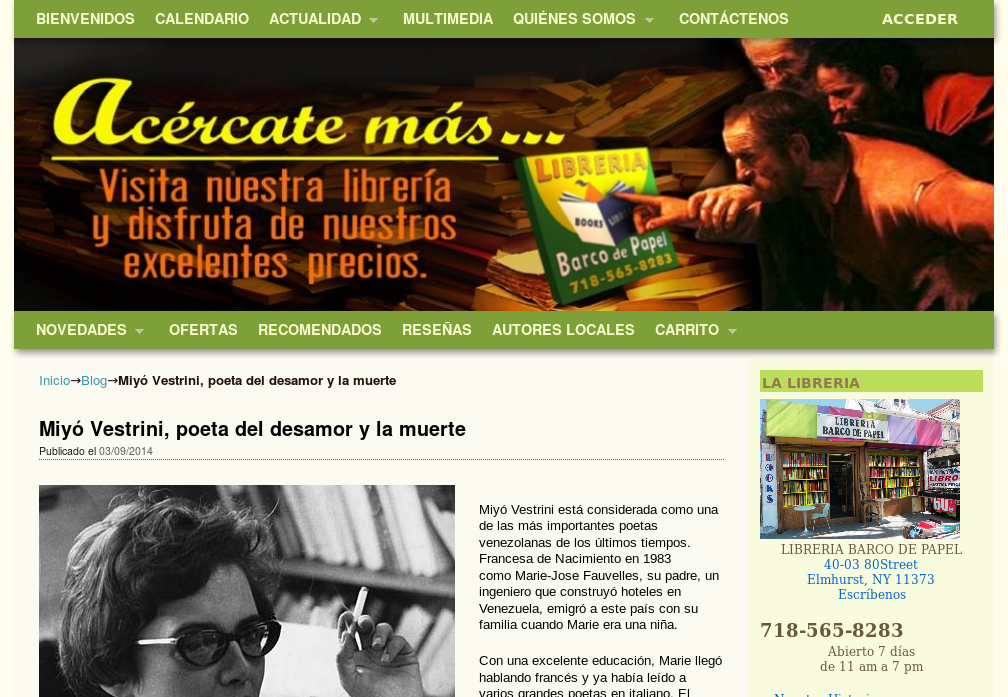 BIENVENIDOS CALENDARIO ACTUALIDAD MULTIMEDIA QUIÉNES SOMOS CONTÁCTENOS ACCEDER
Acércate más...
Visita nuestra librería
y disfruta de nuestros
excelentes precios.
LIBRERIA
BOOKS
Barco de Papel
718-565-8283
NOVEDADES OFERTAS RECOMENDADOS RESEÑAS AUTORES LOCALES CARRITO
Inicio→Blog→Miyó Vestrini, poeta del desamor y la muerte
Miyó Vestrini, poeta del desamor y la muerte
Publicado el 03/09/2014
Miyó Vestrini está considerada como una
de las más importantes poetas
venezolanas de los últimos tiempos.
Francesa de Nacimiento en 1983
como Marie-Jose Fauvelles, su padre, un
ingeniero que construyó hoteles en
Venezuela, emigró a este país con su
familia cuando Marie era una niña.
Con una excelente educación, Marie llegó
hablando francés y ya había leído a
varios grandes poetas en italiano. El
LA LIBRERIA
LIBRERIA
BARCO DE PAPEL
BOOKS
LIBRO
LIBRERIA BARCO DE PAPEL
40-03 80Street
Elmhurst, NY 11373
Escríbenos
718-565-8283
Abierto 7 días
de 11 am a 7 pm